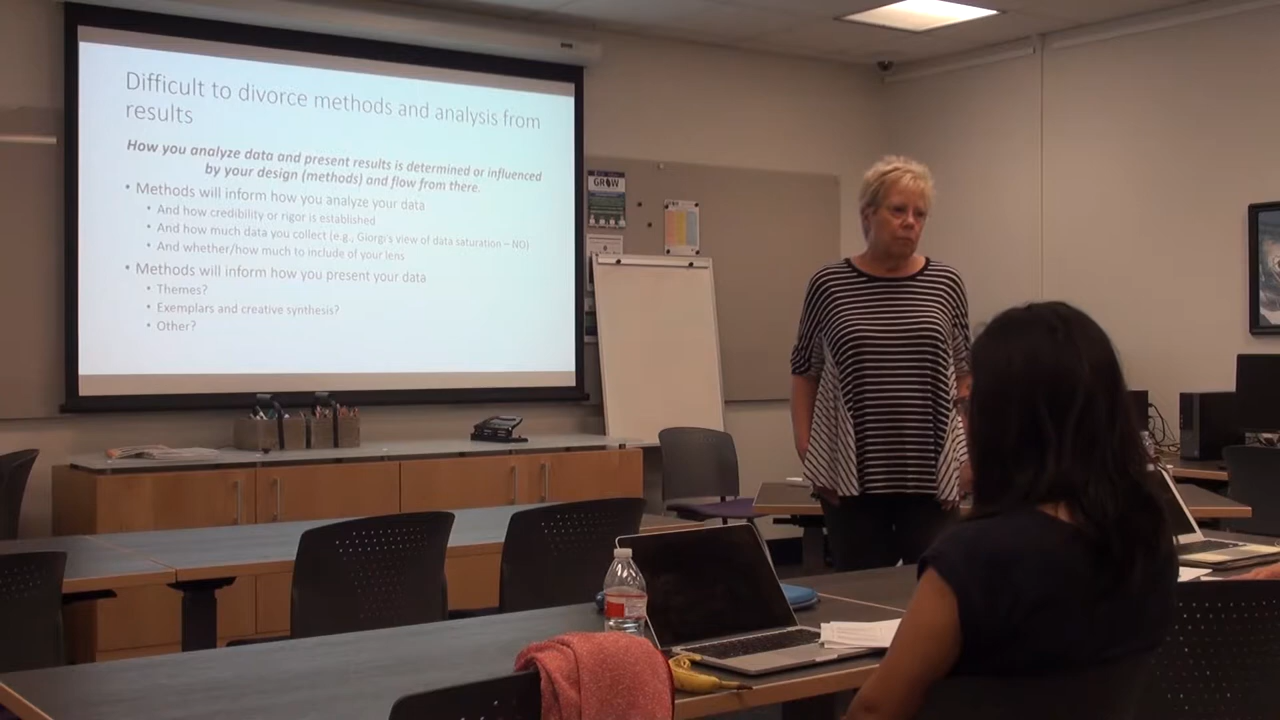 Difficult to divorce methods and analysis from
results
How you analyze data and present results is determined or influenced
by your design (methods) and flow from there.
• Methods will inform how you analyze your data
• And how credibility or rigor is established
• And how much data you collect (e.g., Giorgi's view of data saturation – NO)
• And whether/how much to include of your lens
• Methods will inform how you present your data
• Themes?
• Exemplars and creative synthesis?
• Other?
GROW